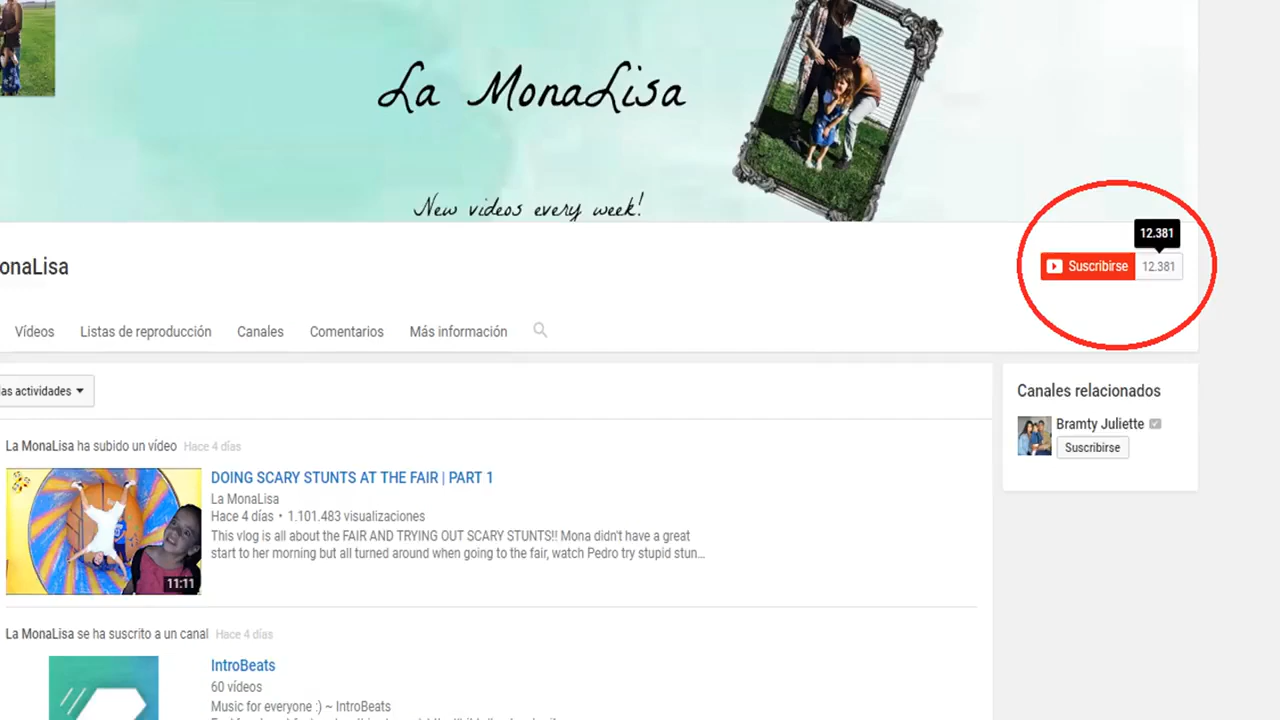 La MonaLisa
New videos every week!
12.381
onaLisa
Suscribirse 12.381
Vídeos Listas de reproducción Canales Comentarios Más información
las actividades
Canales relacionados
Bramty Juliette
Suscribirse
La MonaLisa ha subido un vídeo Hace 4 días
DOING SCARY STUNTS AT THE FAIR | PART 1
La MonaLisa
Hace 4 días • 1.101.483 visualizaciones
This vlog is all about the FAIR AND TRYING OUT SCARY STUNTS!! Mona didn't have a great
start to her morning but all turned around when going to the fair, watch Pedro try stupid stun...
11:11
La MonaLisa se ha suscrito a un canal Hace 4 días
IntroBeats
60 vídeos
Music for everyone :) ~ IntroBeats